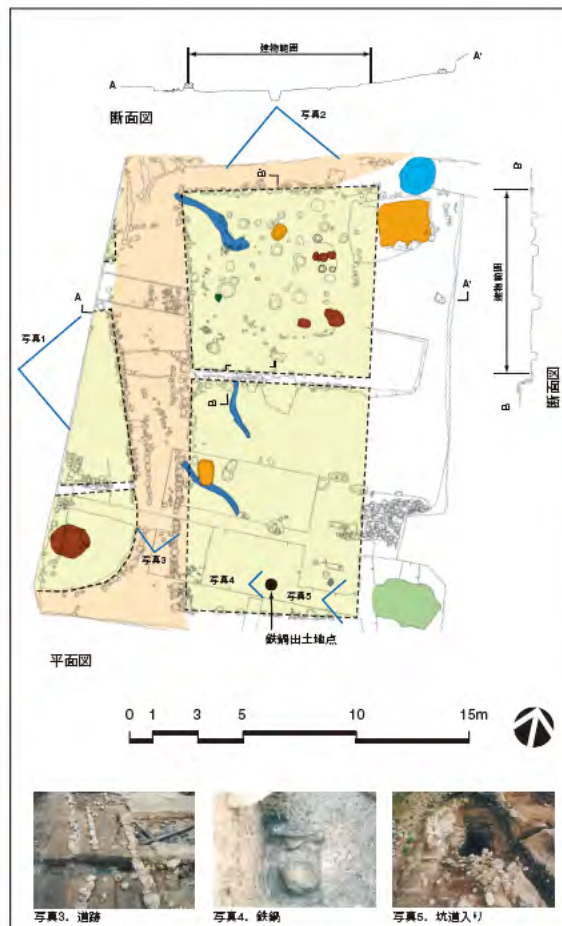 建物範囲
A
A'
断面図
写真2
B'
B'
A
A'
建物範囲
写真1
B
B
断面図
写真3
写真4
写真5
鉄鍋出土地点
平面図
0 1 3 5 10 15m
写真3．道跡
写真4．鉄鍋
写真5．坑道入り